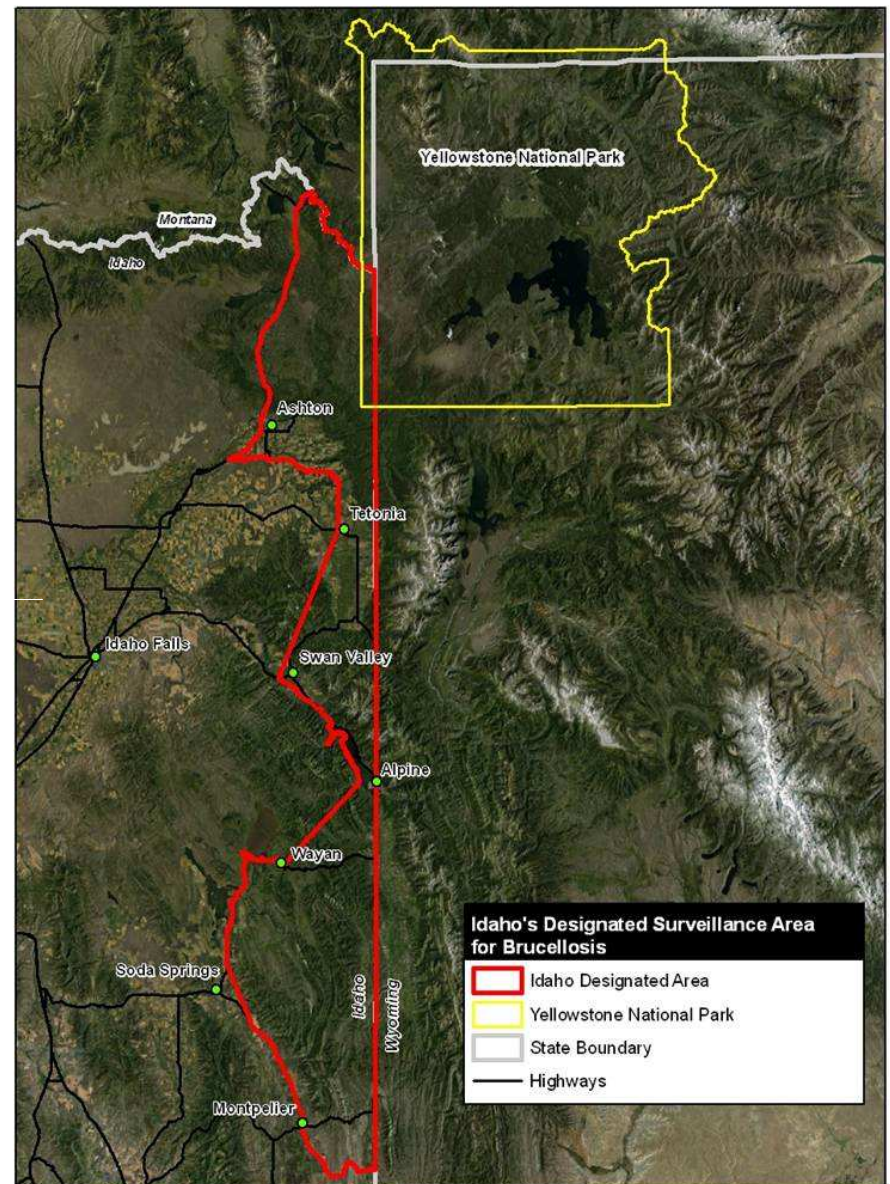 Yellowstone National Park
Montana
Idaho
Ashton
Tetonia
Idaho Falls
Swan Valley
Alpine
Wayan
Soda Springs
Idaho
Wyoming
Montpelier
Idaho's Designated Surveillance Area
for Brucellosis
Idaho Designated Area
Yellowstone National Park
State Boundary
Highways